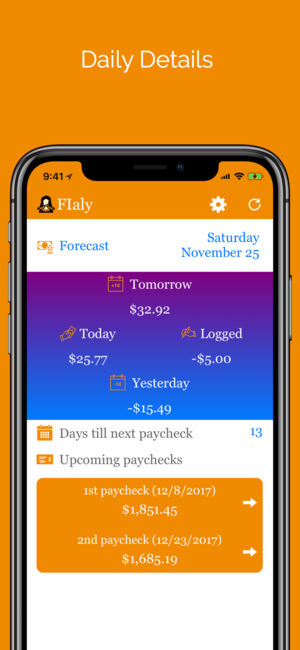 Daily Details
9:41
FIaly
Forecast
Saturday
November 25
+1d
Tomorrow
$32.92
Today
Logged
$25.77
-$5.00
-1d
Yesterday
-$15.49
Days till next paycheck
13
Upcoming paychecks
1st paycheck (12/8/2017)
$1,851.45
2nd paycheck (12/23/2017)
$1,685.19